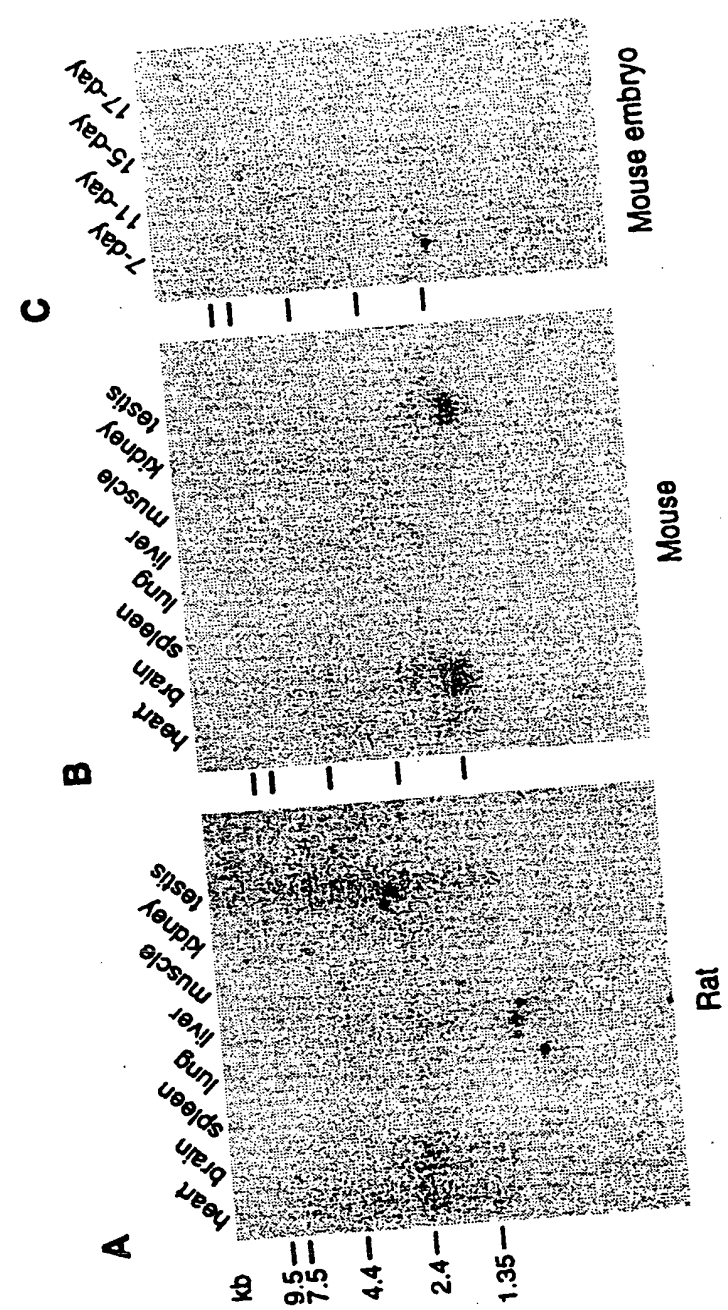 A
kb
9.5
7.5
4.4
2.4
1.35
heart
brain
spleen
lung
liver
muscle
kidney
testis
Rat
B
heart
brain
spleen
lung
liver
muscle
kidney
testis
Mouse
C
7-day
11-day
15-day
17-day
Mouse embryo